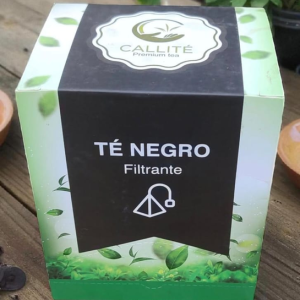 CALLITÉ
Premium tea
TÉ NEGRO
Filtrante